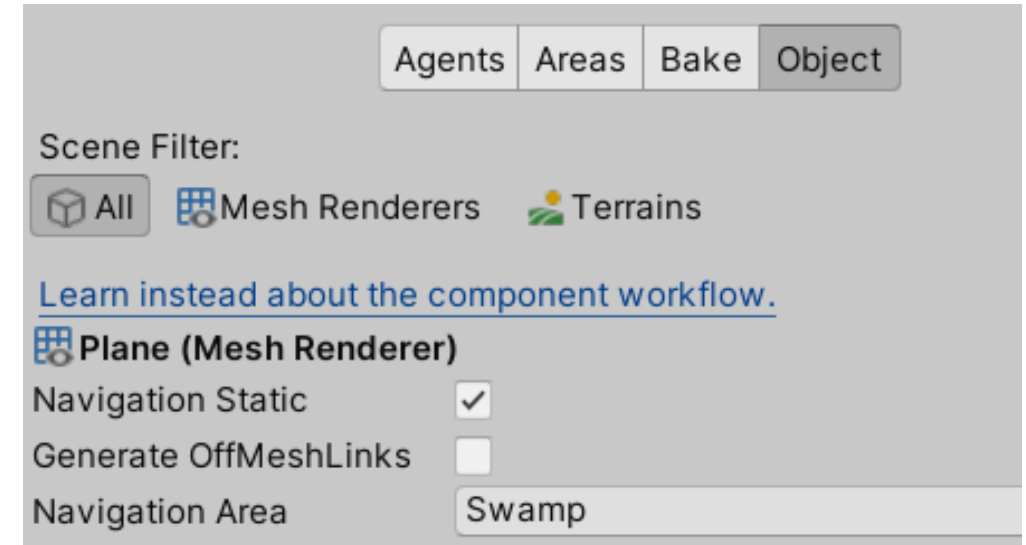 Agents Areas Bake Object
Scene Filter:
All Mesh Renderers Terrains
Learn instead about the component workflow.
Plane (Mesh Renderer)
Navigation Static
Generate OffMeshLinks
Navigation Area Swamp